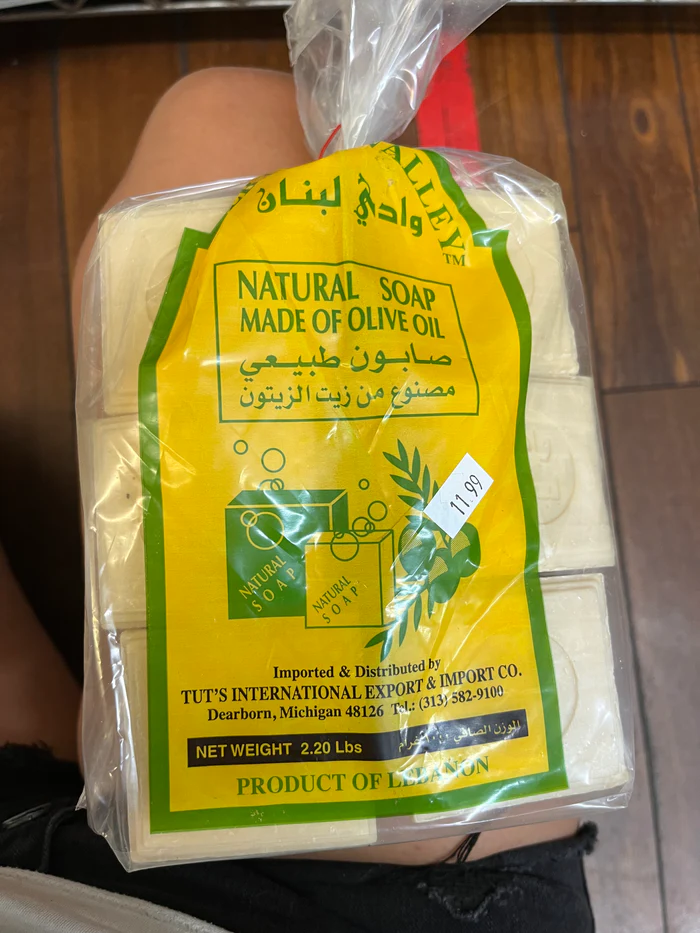 VALLEY
TM
وادي لبنان
NATURAL SOAP
MADE OF OLIVE OIL
صابون طبيعي
مصنوع من زيت الزيتون
11.99
NATURAL
SOAP
NATURAL
SOAP
Imported & Distributed by
TUT'S INTERNATIONAL EXPORT & IMPORT CO.
Dearborn, Michigan 48126 Tel.: (313) 582-9100
NET WEIGHT 2.20 Lbs
الوزن الصافي
PRODUCT OF LEBANON